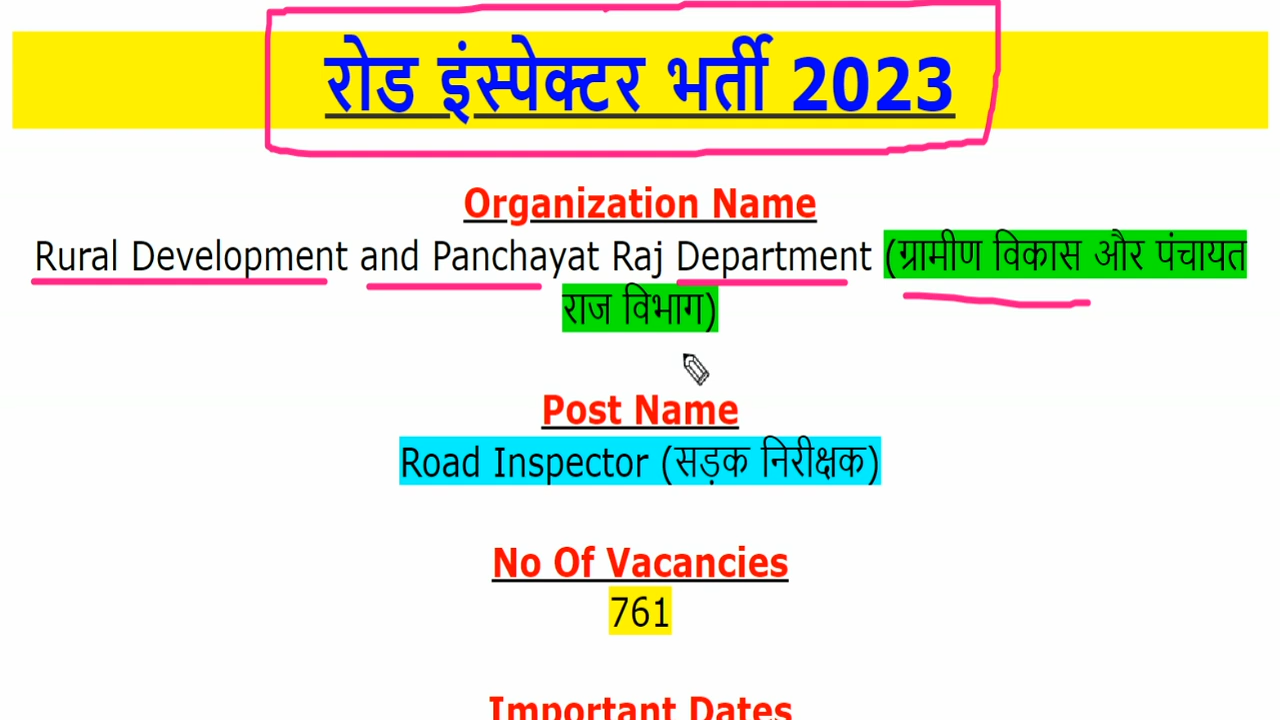 रोड इंस्पेक्टर भर्ती 2023
Organization Name
Rural Development and Panchayat Raj Department (ग्रामीण विकास और पंचायत
राज विभाग)
Post Name
Road Inspector (सड़क निरीक्षक)
No Of Vacancies
761
Important Dates